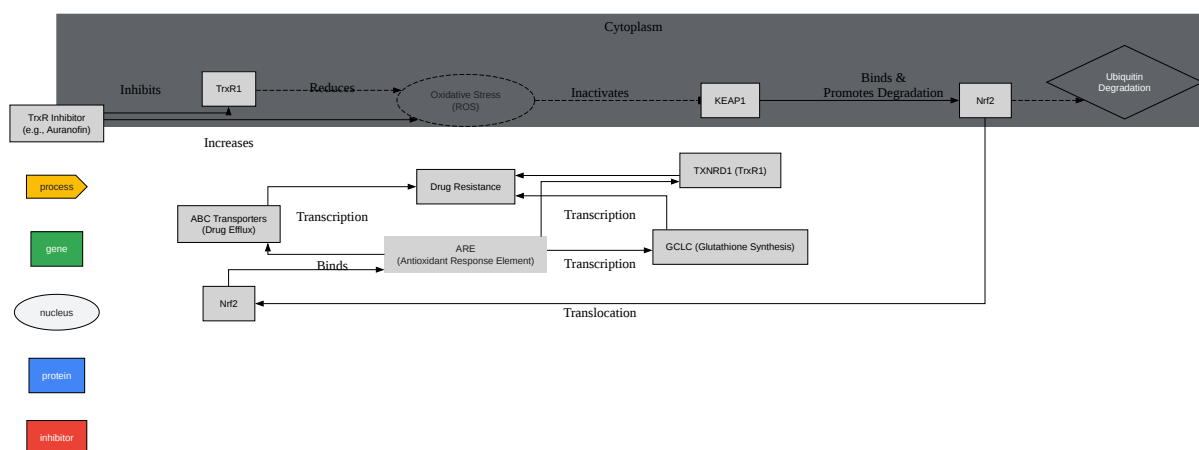 Cytoplasm
Inhibits
TrxR1
Reduces
Oxidative Stress
(ROS)
Inactivates
KEAP1
Binds &
Promotes Degradation
Nrf2
Ubiquitin
Degradation
TrxR Inhibitor
(e.g., Auranofin)
Increases
process
Drug Resistance
TXNRD1 (TrxR1)
ABC Transporters
(Drug Efflux)
Transcription
Transcription
gene
ARE
(Antioxidant Response Element)
GCLC (Glutathione Synthesis)
Binds
Transcription
Nrf2
Translocation
nucleus
protein
inhibitor